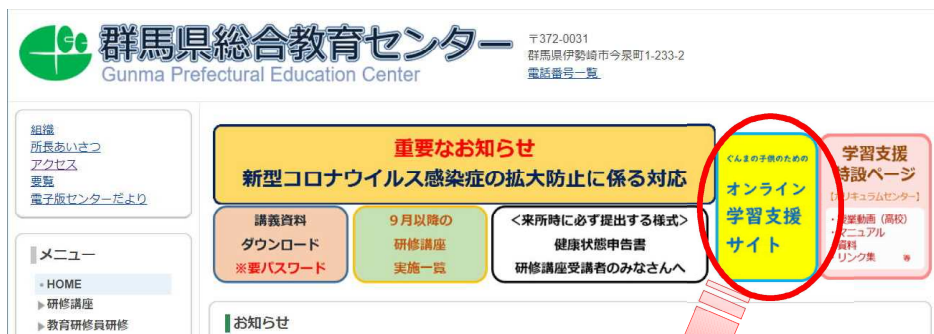 群馬県総合教育センター
Gunma Prefectural Education Center
〒372-0031
群馬県伊勢崎市今泉町1-233-2
電話番号一覧
組織
所長あいさつ
アクセス
要覧
電子版センターだより
メニュー
HOME
研修講座
教育研修員研修
重要なお知らせ
新型コロナウイルス感染症の拡大防止に係る対応
講義資料
ダウンロード
※要パスワード
9月以降の
研修講座
実施一覧
<来所時に必ず提出する様式>
健康状態申告書
研修講座受講者のみなさんへ
ぐんまの子供のための
オンライン
学習支援
サイト
学習支援
特設ページ
カリキュラムセンター]
・授業動画(高校)
・マニュアル
資料
リンク集 等
お知らせ